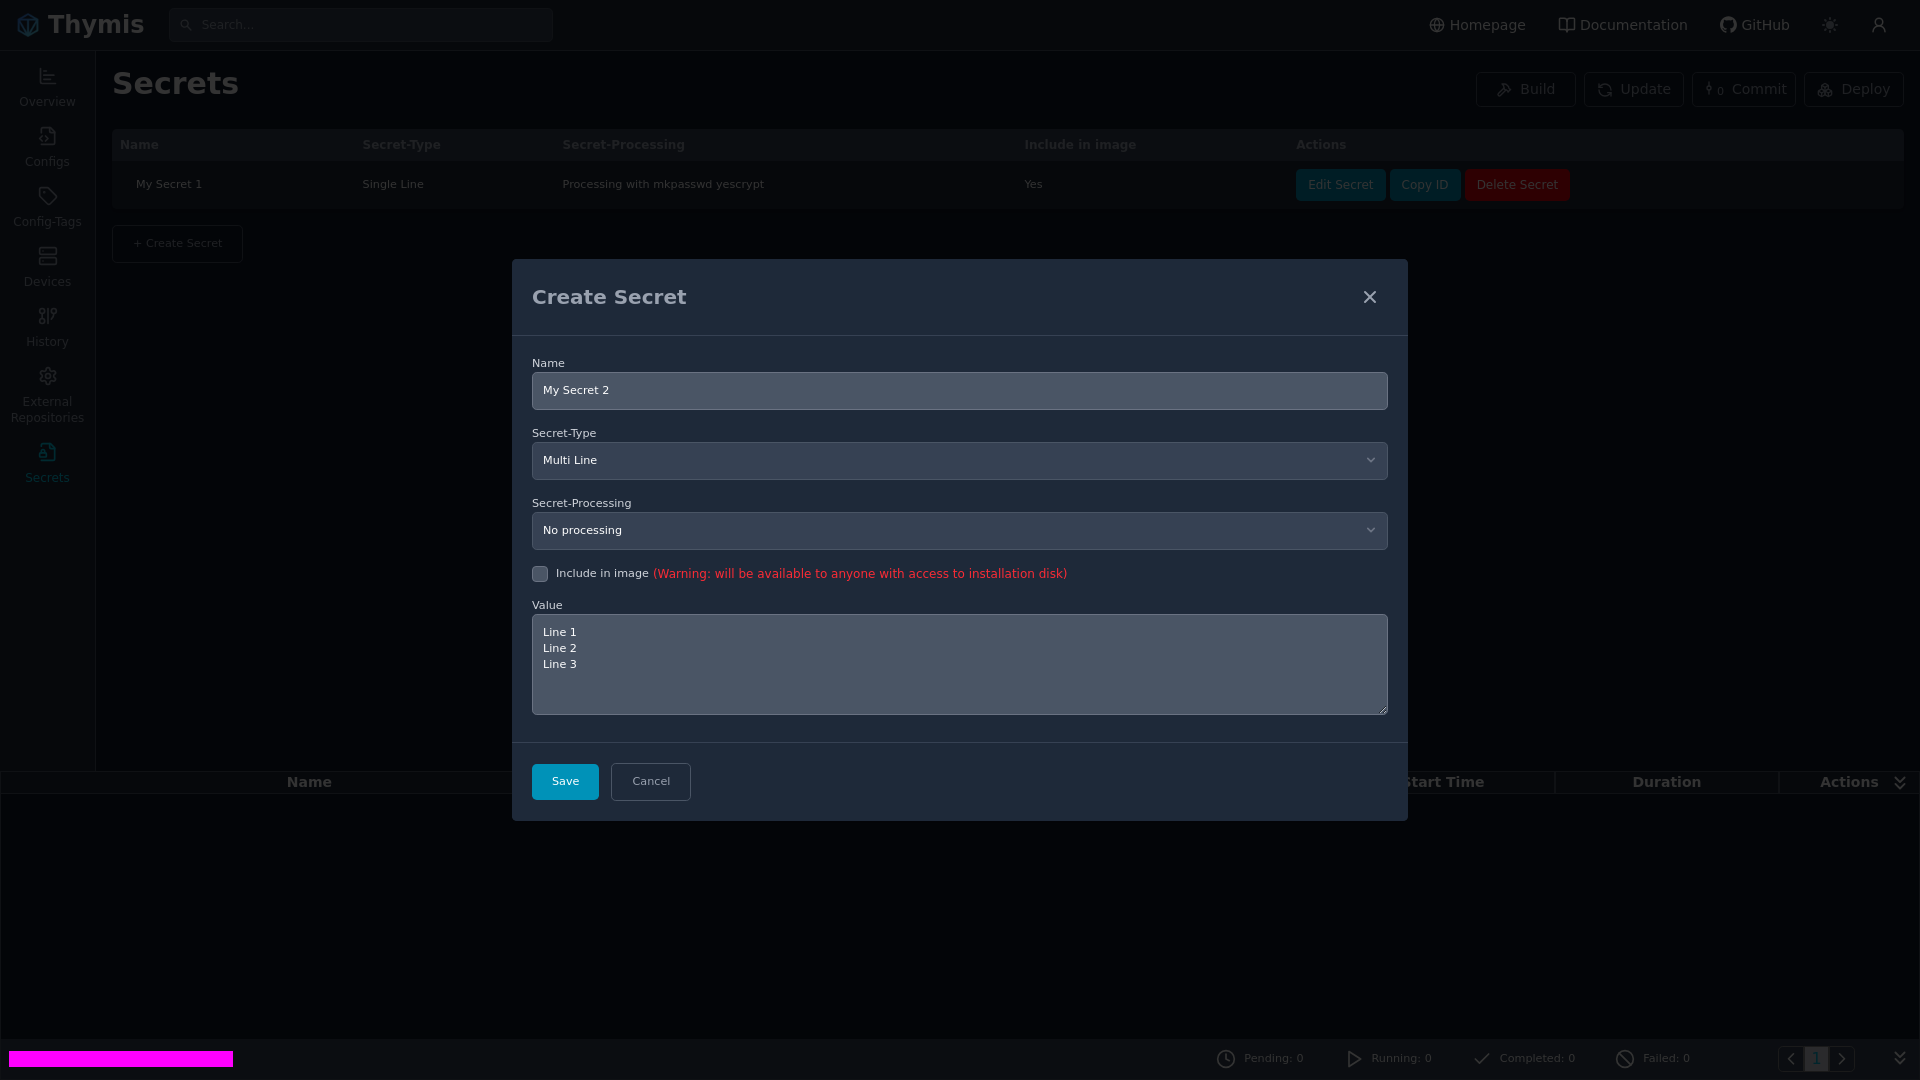 Thymis
Search...
Homepage
Documentation
GitHub
Overview
Configs
Config-Tags
Devices
History
External
Repositories
Secrets
Secrets
Build
Update
0 Commit
Deploy
Name Secret-Type Secret-Processing Include in image Actions
My Secret 1 Single Line Processing with mkpasswd yescrypt Yes Edit Secret Copy ID Delete Secret
+ Create Secret
Create Secret
Name
My Secret 2
Secret-Type
Multi Line
Secret-Processing
No processing
Include in image (Warning: will be available to anyone with access to installation disk)
Value
Line 1
Line 2
Line 3
Save
Cancel
Name Start Time Duration Actions
Pending: 0 Running: 0 Completed: 0 Failed: 0 1